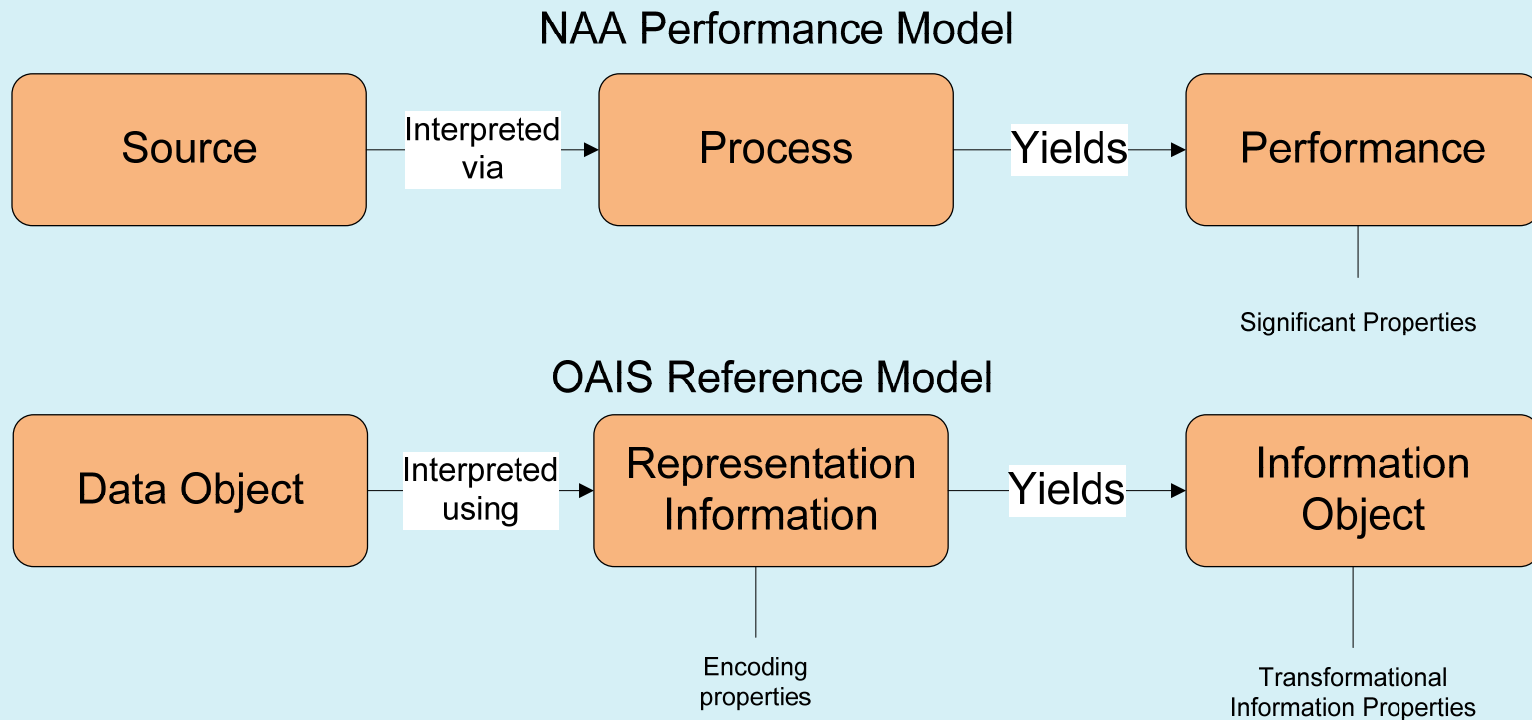 NAA Performance Model
Source
Interpreted
via
Process
Yields
Performance
Significant Properties
OAIS Reference Model
Data Object
Interpreted
using
Representation
Information
Yields
Information
Object
Encoding
properties
Transformational
Information Properties